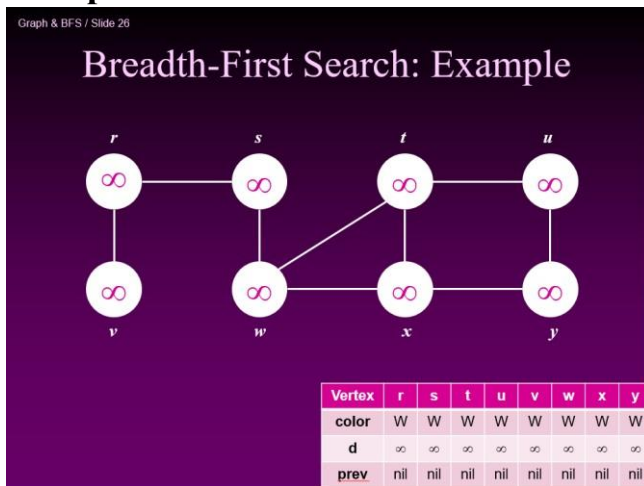 Graph & BFS / Slide 26
Breadth-First Search: Example
r s t u
∞ ∞ ∞ ∞
∞ ∞ ∞ ∞
v w x y
Vertex r s t u v w x y
color W W W W W W W W
d ∞ ∞ ∞ ∞ ∞ ∞ ∞ ∞
prev nil nil nil nil nil nil nil nil